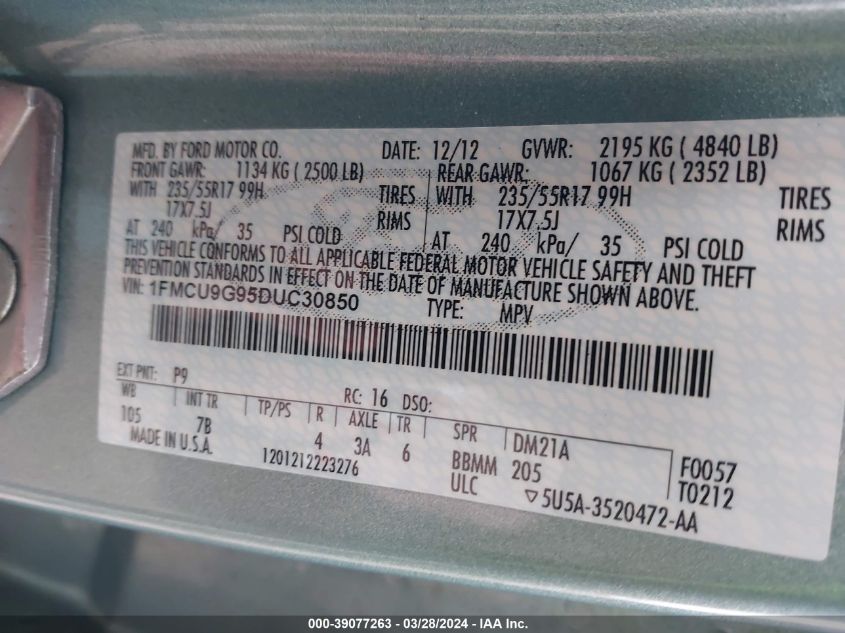 MFD. BY FORD MOTOR CO. DATE: 12/12 GVWR: 2195 KG ( 4840 LB)
FRONT GAWR: 1134 KG ( 2500 LB) REAR GAWR: 1067 KG ( 2352 LB)
WITH 235/55R17 99H TIRES WITH 235/55R17 99H TIRES
17X7.5J RIMS 17X7.5J RIMS
AT 240 kPa/ 35 PSI COLD AT 240 kPa/ 35 PSI COLD
THIS VEHICLE CONFORMS TO ALL APPLICABLE FEDERAL MOTOR VEHICLE SAFETY AND THEFT
PREVENTION STANDARDS IN EFFECT ON THE DATE OF MANUFACTURE SHOWN ABOVE.
VIN: 1FMCU9G95DUC30850 TYPE: MPV
EXT PNT: P9 RC: 16 DSO:
WB INT TR TP/PS R AXLE TR SPR DM21A F0057
105 7B 4 3A 6 BBMM 205 T0212
MADE IN U.S.A. 1201212223276 ULC ▽5U5A-3520472-AA
000-39077263 - 03/28/2024 - IAA Inc.